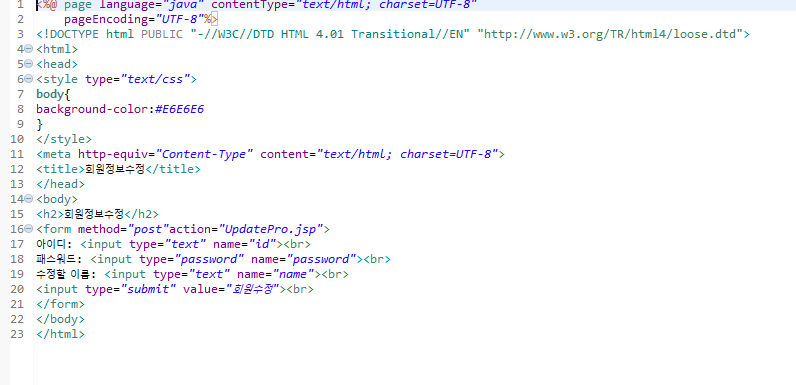 1 <%@ page language="java" contentType="text/html; charset=UTF-8"
2 pageEncoding="UTF-8"%>
3 <!DOCTYPE html PUBLIC "-//W3C//DTD HTML 4.01 Transitional//EN" "http://www.w3.org/TR/html4/loose.dtd">
4 <html>
5 <head>
6 <style type="text/css">
7 body{
8 background-color:#E6E6E6
9 }
10 </style>
11 <meta http-equiv="Content-Type" content="text/html; charset=UTF-8">
12 <title>회원정보수정</title>
13 </head>
14 <body>
15 <h2>회원정보수정</h2>
16 <form method="post"action="UpdatePro.jsp">
17 아이디: <input type="text" name="id"><br>
18 패스워드: <input type="password" name="password"><br>
19 수정할 이름: <input type="text" name="name"><br>
20 <input type="submit" value="회원수정"><br>
21 </form>
22 </body>
23 </html>